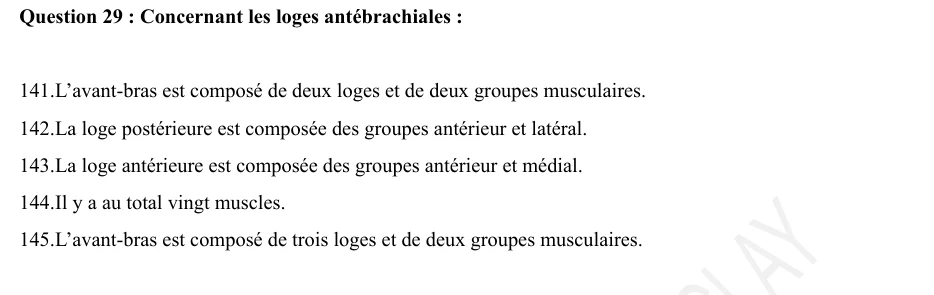 Question 29 : Concernant les loges antébrachiales :
141.L’avant-bras est composé de deux loges et de deux groupes musculaires.
142.La loge postérieure est composée des groupes antérieur et latéral.
143.La loge antérieure est composée des groupes antérieur et médial.
144.Il y a au total vingt muscles.
145.L’avant-bras est composé de trois loges et de deux groupes musculaires.